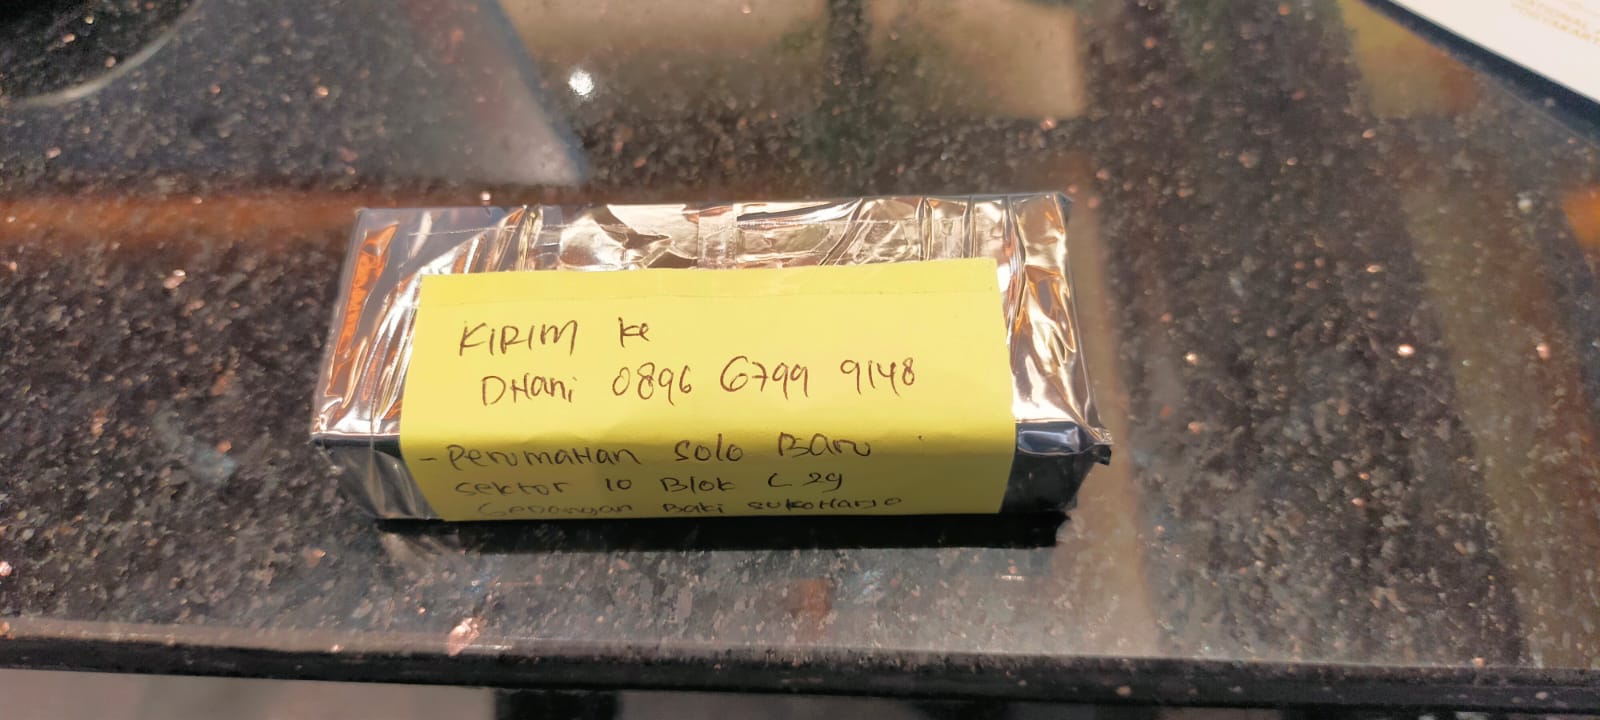 KIRIM Ke
DHani 0896 6799 9148
- PerumaHan Solo Baru
Sektor 10 Blok C 29
Gedangan Baki SukoHarjo